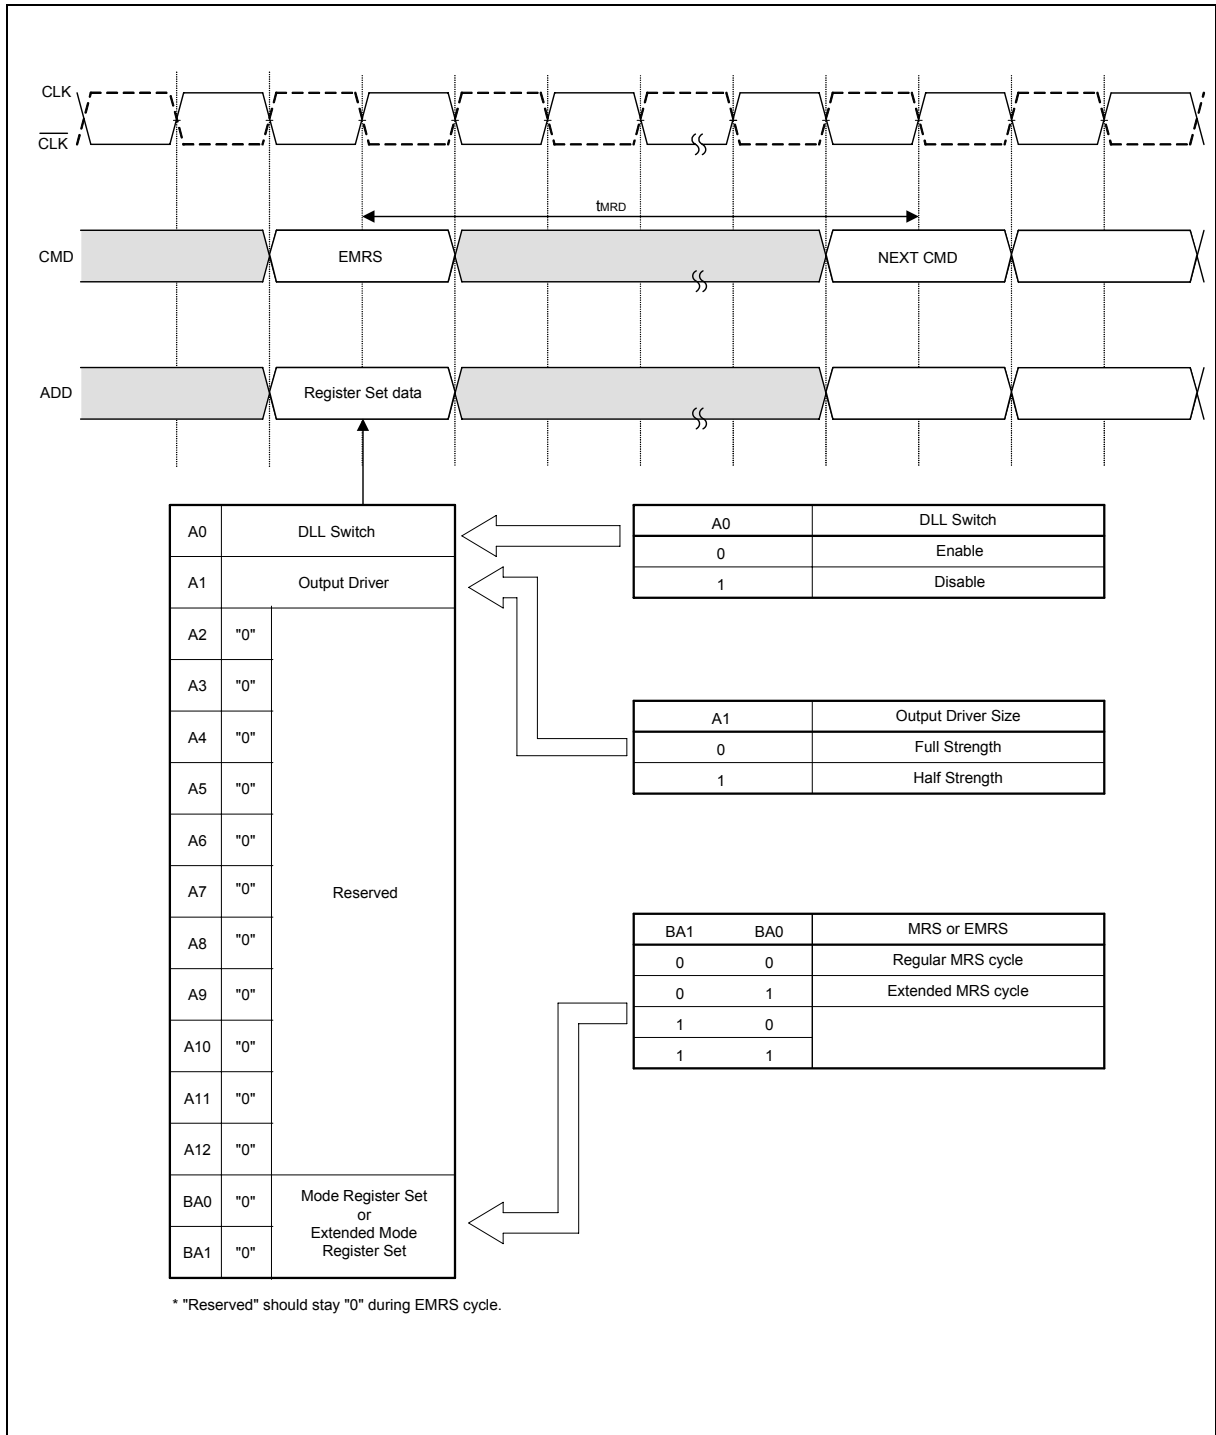 CLK
CLK
tMRD
CMD
EMRS
NEXT CMD
ADD
Register Set data
A0 DLL Switch
A1 Output Driver
A2 "0"
A3 "0"
A4 "0"
A5 "0"
A6 "0"
A7 "0" Reserved
A8 "0"
A9 "0"
A10 "0"
A11 "0"
A12 "0"
BA0 "0"
BA1 "0"
Mode Register Set
or
Extended Mode
Register Set
A0 DLL Switch
0 Enable
1 Disable
A1 Output Driver Size
0 Full Strength
1 Half Strength
BA1 BA0 MRS or EMRS
0 0 Regular MRS cycle
0 1 Extended MRS cycle
1 0
1 1
* "Reserved" should stay "0" during EMRS cycle.